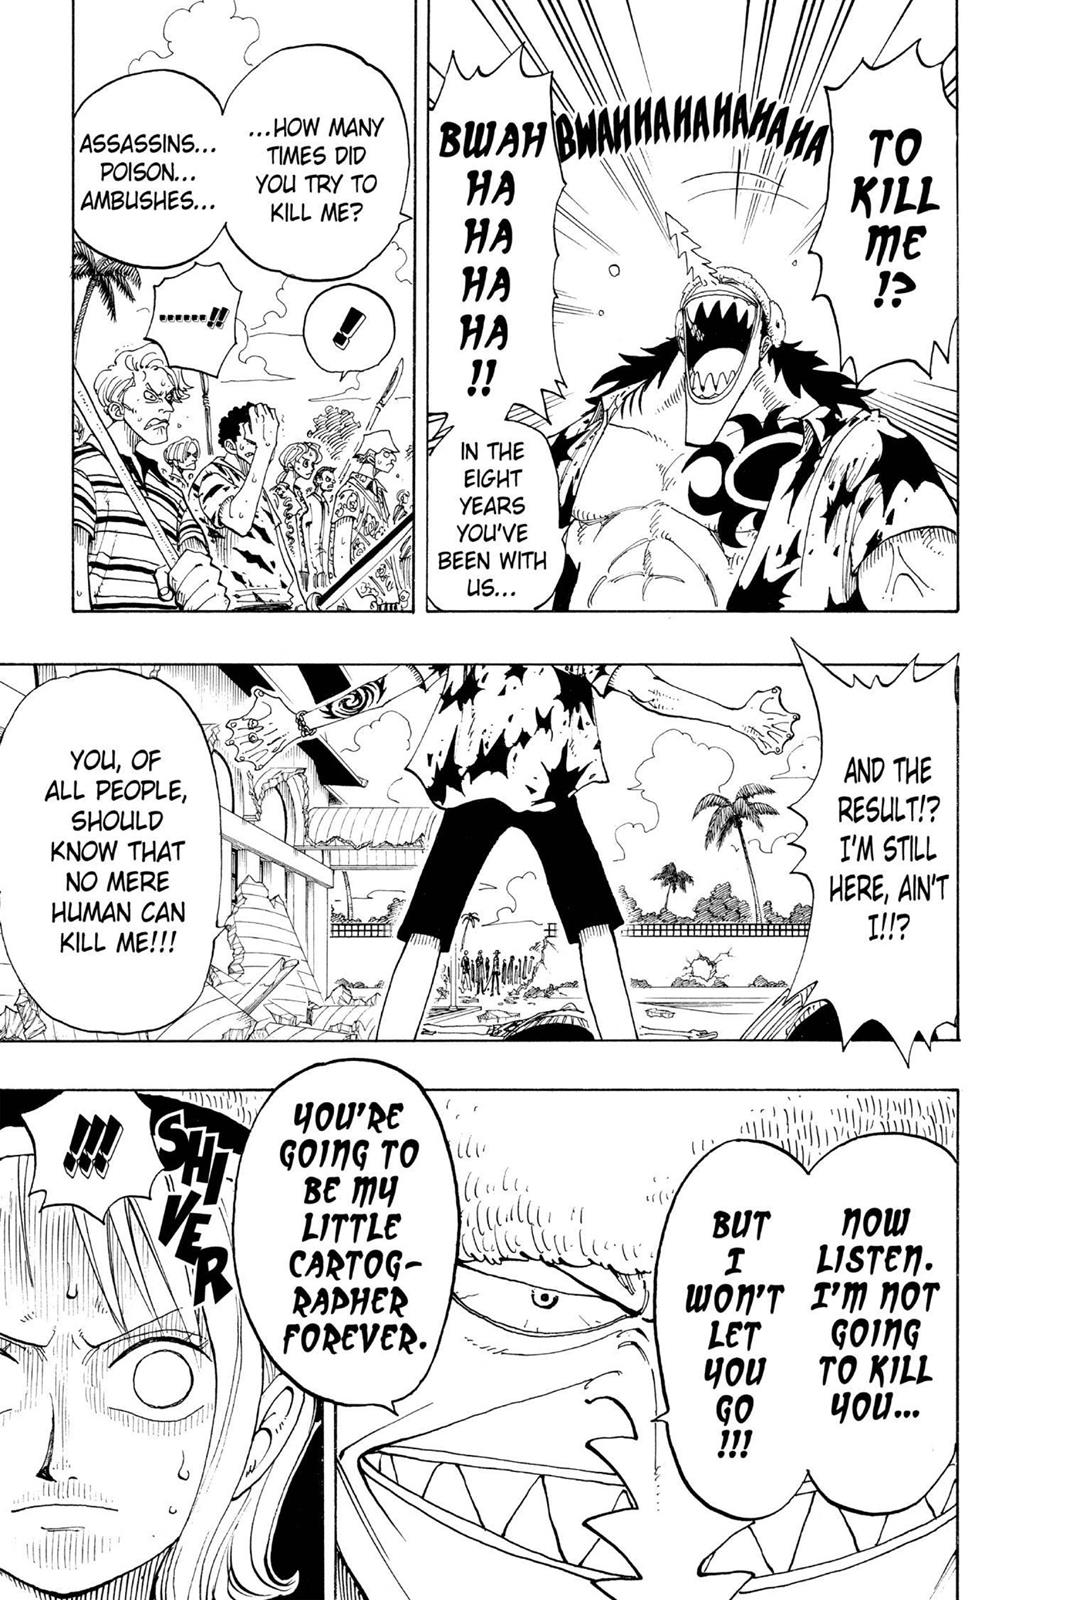 TO
KILL
ME
!?
BWAHHAHAHAHAHAHA
BWAH
HA
HA
HA
HA
!!
IN THE
EIGHT
YEARS
YOU'VE
BEEN WITH
US...
...HOW MANY
TIMES DID
YOU TRY TO
KILL ME?
ASSASSINS...
POISON...
AMBUSHES...
!
......!!
AND THE
RESULT!?
I'M STILL
HERE, AIN'T
I!!?
YOU, OF
ALL PEOPLE,
SHOULD
KNOW THAT
NO MERE
HUMAN CAN
KILL ME!!!
NOW
LISTEN.
I'M NOT
GOING
TO KILL
YOU...
BUT
I
WON'T
LET
YOU
GO
!!!
YOU'RE
GOING TO
BE MY
LITTLE
CARTOG-
RAPHER
FOREVER.
SHIVER
!!!